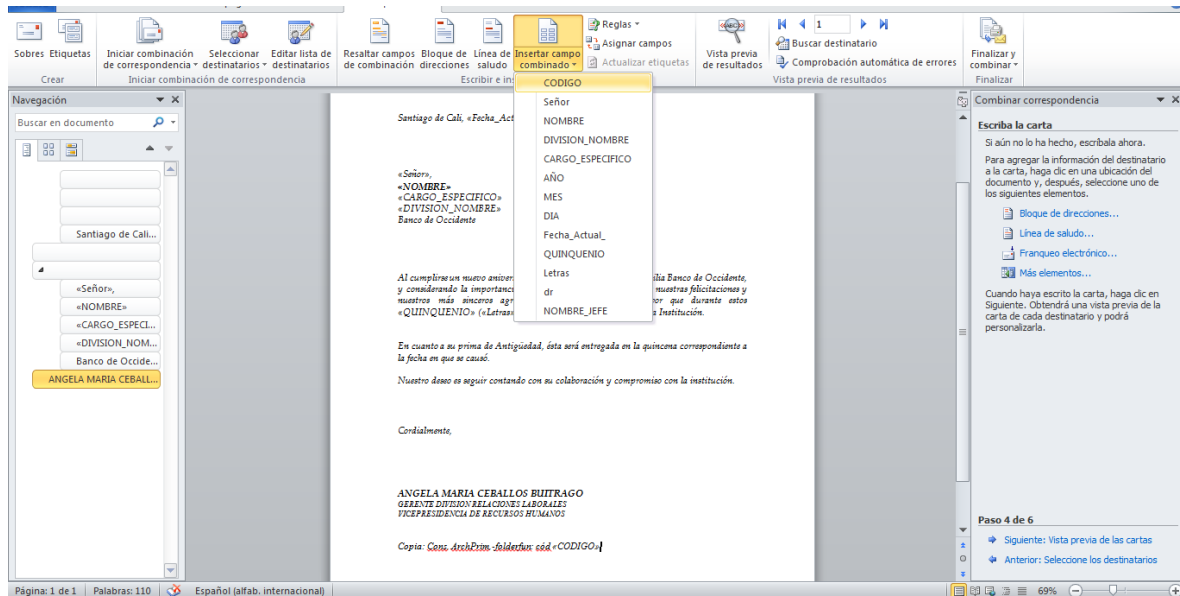 Sobres Etiquetas
Iniciar combinación de correspondencia
Seleccionar destinatarios
Editar lista de destinatarios
Resaltar campos de combinación
Bloque de direcciones
Línea de saludo
Insertar campo combinado
Reglas
Asignar campos
Actualizar etiquetas
Vista previa de resultados
1
Buscar destinatario
Comprobación automática de errores
Finalizar y combinar
Crear
Iniciar combinación de correspondencia
Escribir e ins
Vista previa de resultados
Finalizar
Navegación
Buscar en documento
Santiago de Cali...
«Señor»,
«NOMBRE»
«CARGO_ESPECI...
«DIVISION_NOM...
Banco de Occide...
ANGELA MARIA CEBALL...
CODIGO
Señor
NOMBRE
DIVISION_NOMBRE
CARGO_ESPECIFICO
AÑO
MES
DIA
Fecha_Actual_
QUINQUENIO
Letras
dr
NOMBRE_JEFE
Santiago de Cali, «Fecha_Act
«Señor»,
«NOMBRE»
«CARGO_ESPECIFICO»
«DIVISION_NOMBRE»
Banco de Occidente
Al cumplirse un nuevo aniver ilia Banco de Occidente,
y considerando la importanci nuestras felicitaciones y
nuestros más sinceros agr or que durante estos
«QUINQUENIO» («Letras» a Institución.
En cuanto a su prima de Antigüedad, ésta será entregada en la quincena correspondiente a
la fecha en que se causó.
Nuestro deseo es seguir contando con su colaboración y compromiso con la institución.
Cordialmente,
ANGELA MARIA CEBALLOS BUITRAGO
GERENTE DIVISION RELACIONES LABORALES
VICEPRESIDENCIA DE RECURSOS HUMANOS
Copia: Cons, ArchPrim,-folderfun: cód «CODIGO»
Combinar correspondencia
Escriba la carta
Si aún no lo ha hecho, escríbala ahora.
Para agregar la información del destinatario
a la carta, haga clic en una ubicación del
documento y, después, seleccione uno de
los siguientes elementos.
Bloque de direcciones...
Línea de saludo...
Franqueo electrónico...
Más elementos...
Cuando haya escrito la carta, haga clic en
Siguiente. Obtendrá una vista previa de la
carta de cada destinatario y podrá
personalizarla.
Paso 4 de 6
Siguiente: Vista previa de las cartas
Anterior: Seleccione los destinatarios
Página: 1 de 1 Palabras: 110 Español (alfab. internacional) 69%